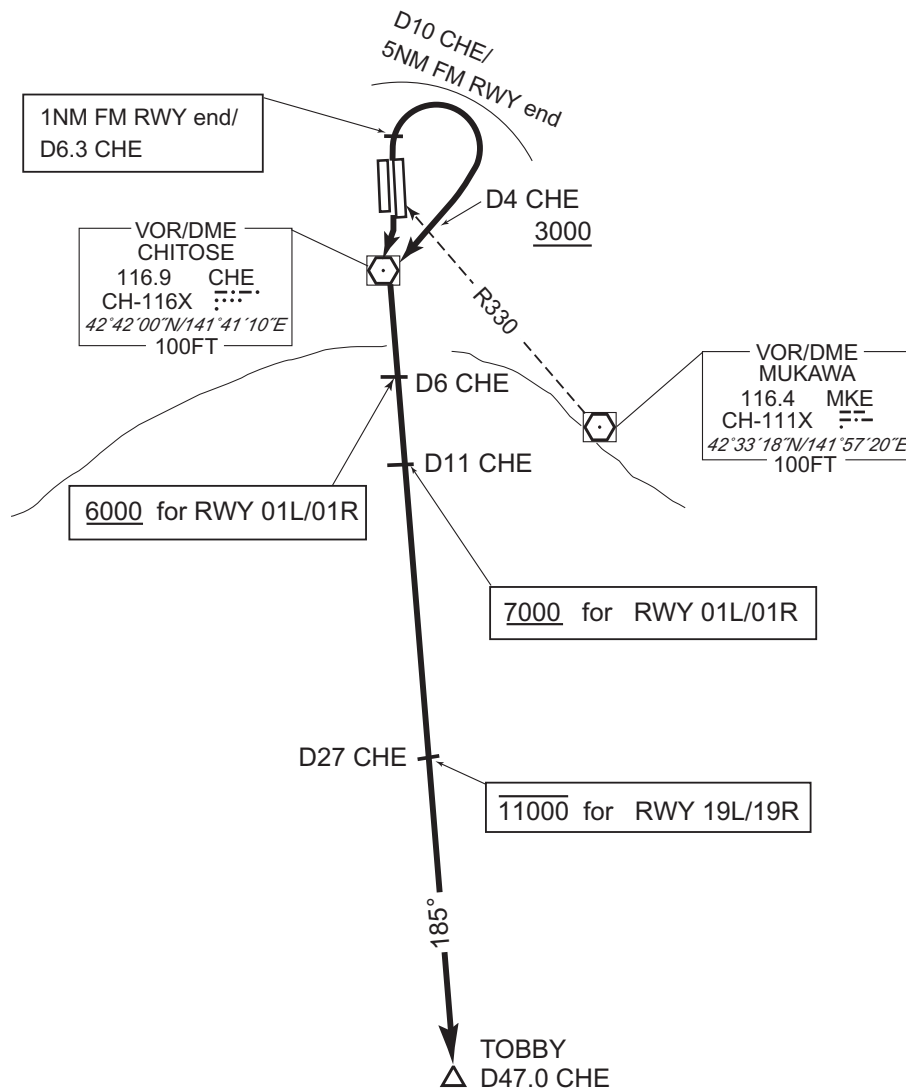 D10 CHE/
5NM FM RWY end
1NM FM RWY end/
D6.3 CHE
D4 CHE
3000
VOR/DME
CHITOSE
116.9 CHE
CH-116X
42°42′00″N/141°41′10″E
100FT
R330
VOR/DME
MUKAWA
116.4 MKE
CH-111X
42°33′18″N/141°57′20″E
100FT
D6 CHE
D11 CHE
6000 for RWY 01L/01R
7000 for RWY 01L/01R
D27 CHE
11000 for RWY 19L/19R
185°
TOBBY
D47.0 CHE